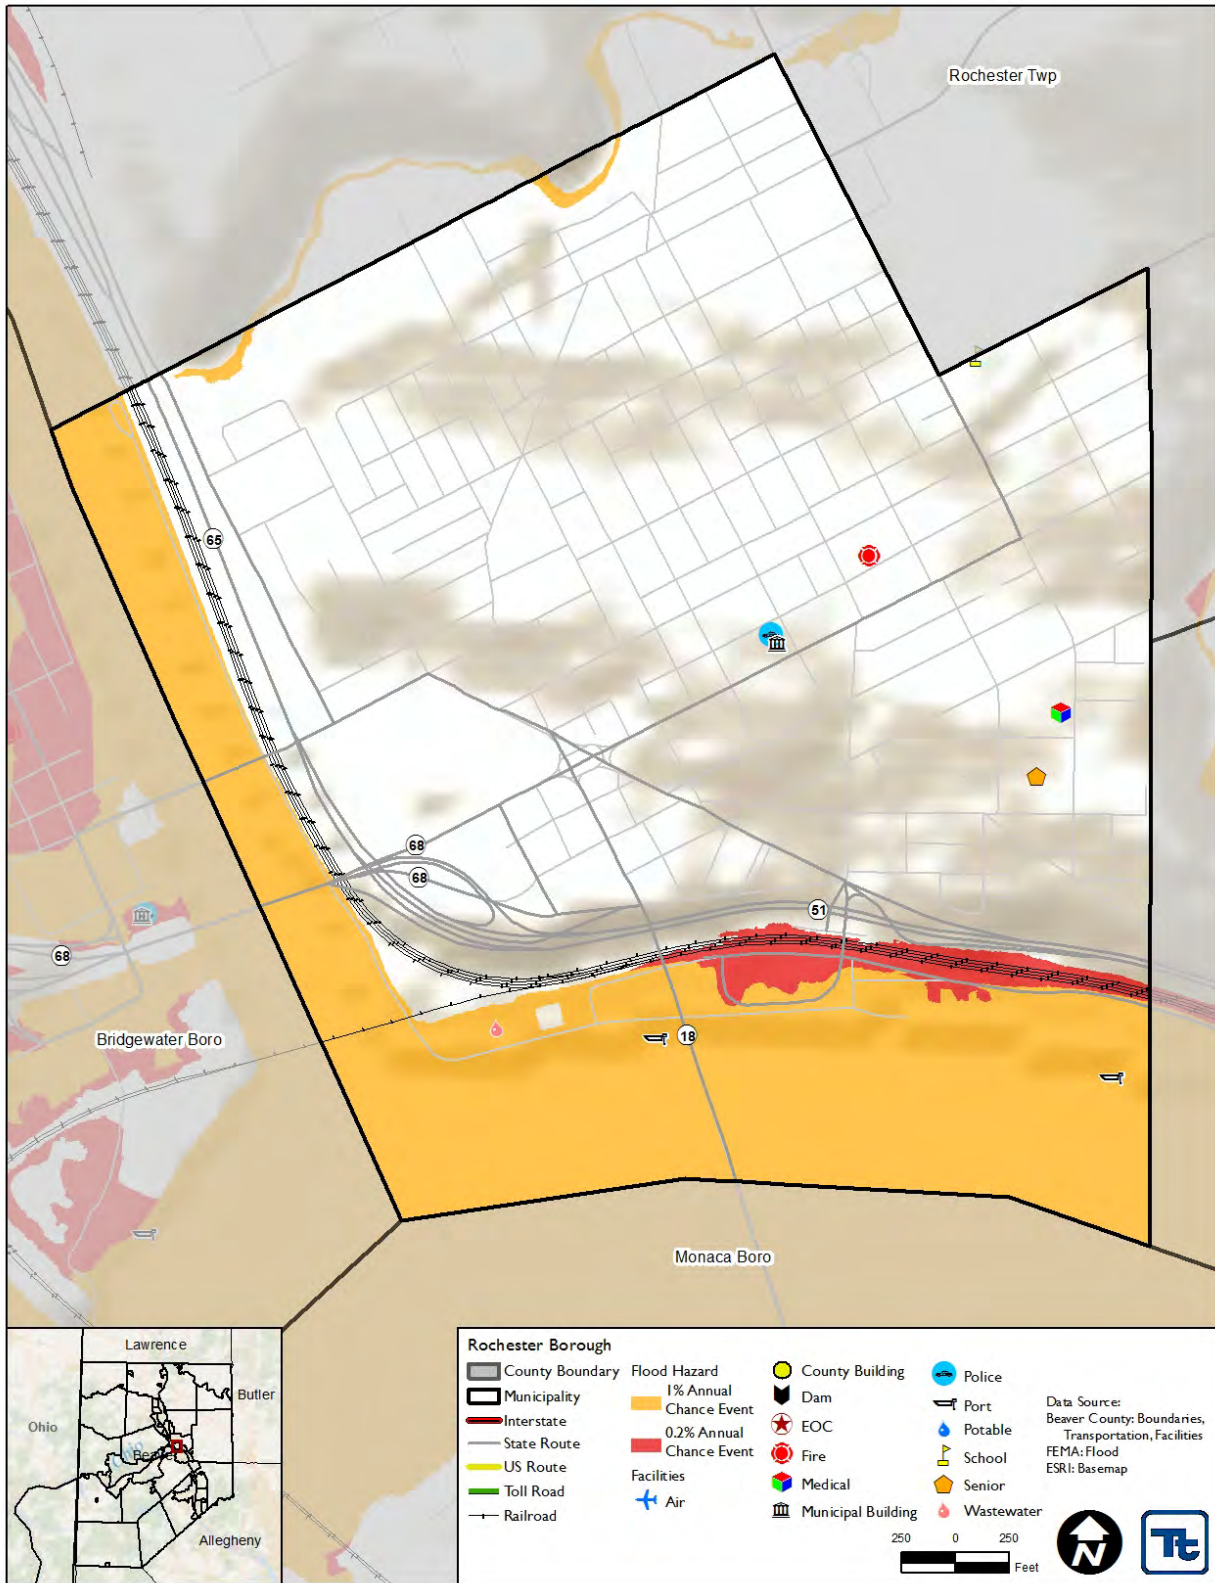 Rochester Twp
65
68
68
51
68
18
Bridgewater Boro
Monaca Boro
Lawrence
Butler
Ohio
Ohio
Beaver
Allegheny
Rochester Borough
County Boundary
Municipality
Interstate
State Route
US Route
Toll Road
Railroad
Flood Hazard
1% Annual
Chance Event
0.2% Annual
Chance Event
Facilities
Air
County Building
Dam
EOC
Fire
Medical
Municipal Building
Police
Port
Potable
School
Senior
Wastewater
Data Source:
Beaver County: Boundaries,
Transportation, Facilities
FEMA: Flood
ESRI: Basemap
250 0 250
Feet
N
Tt